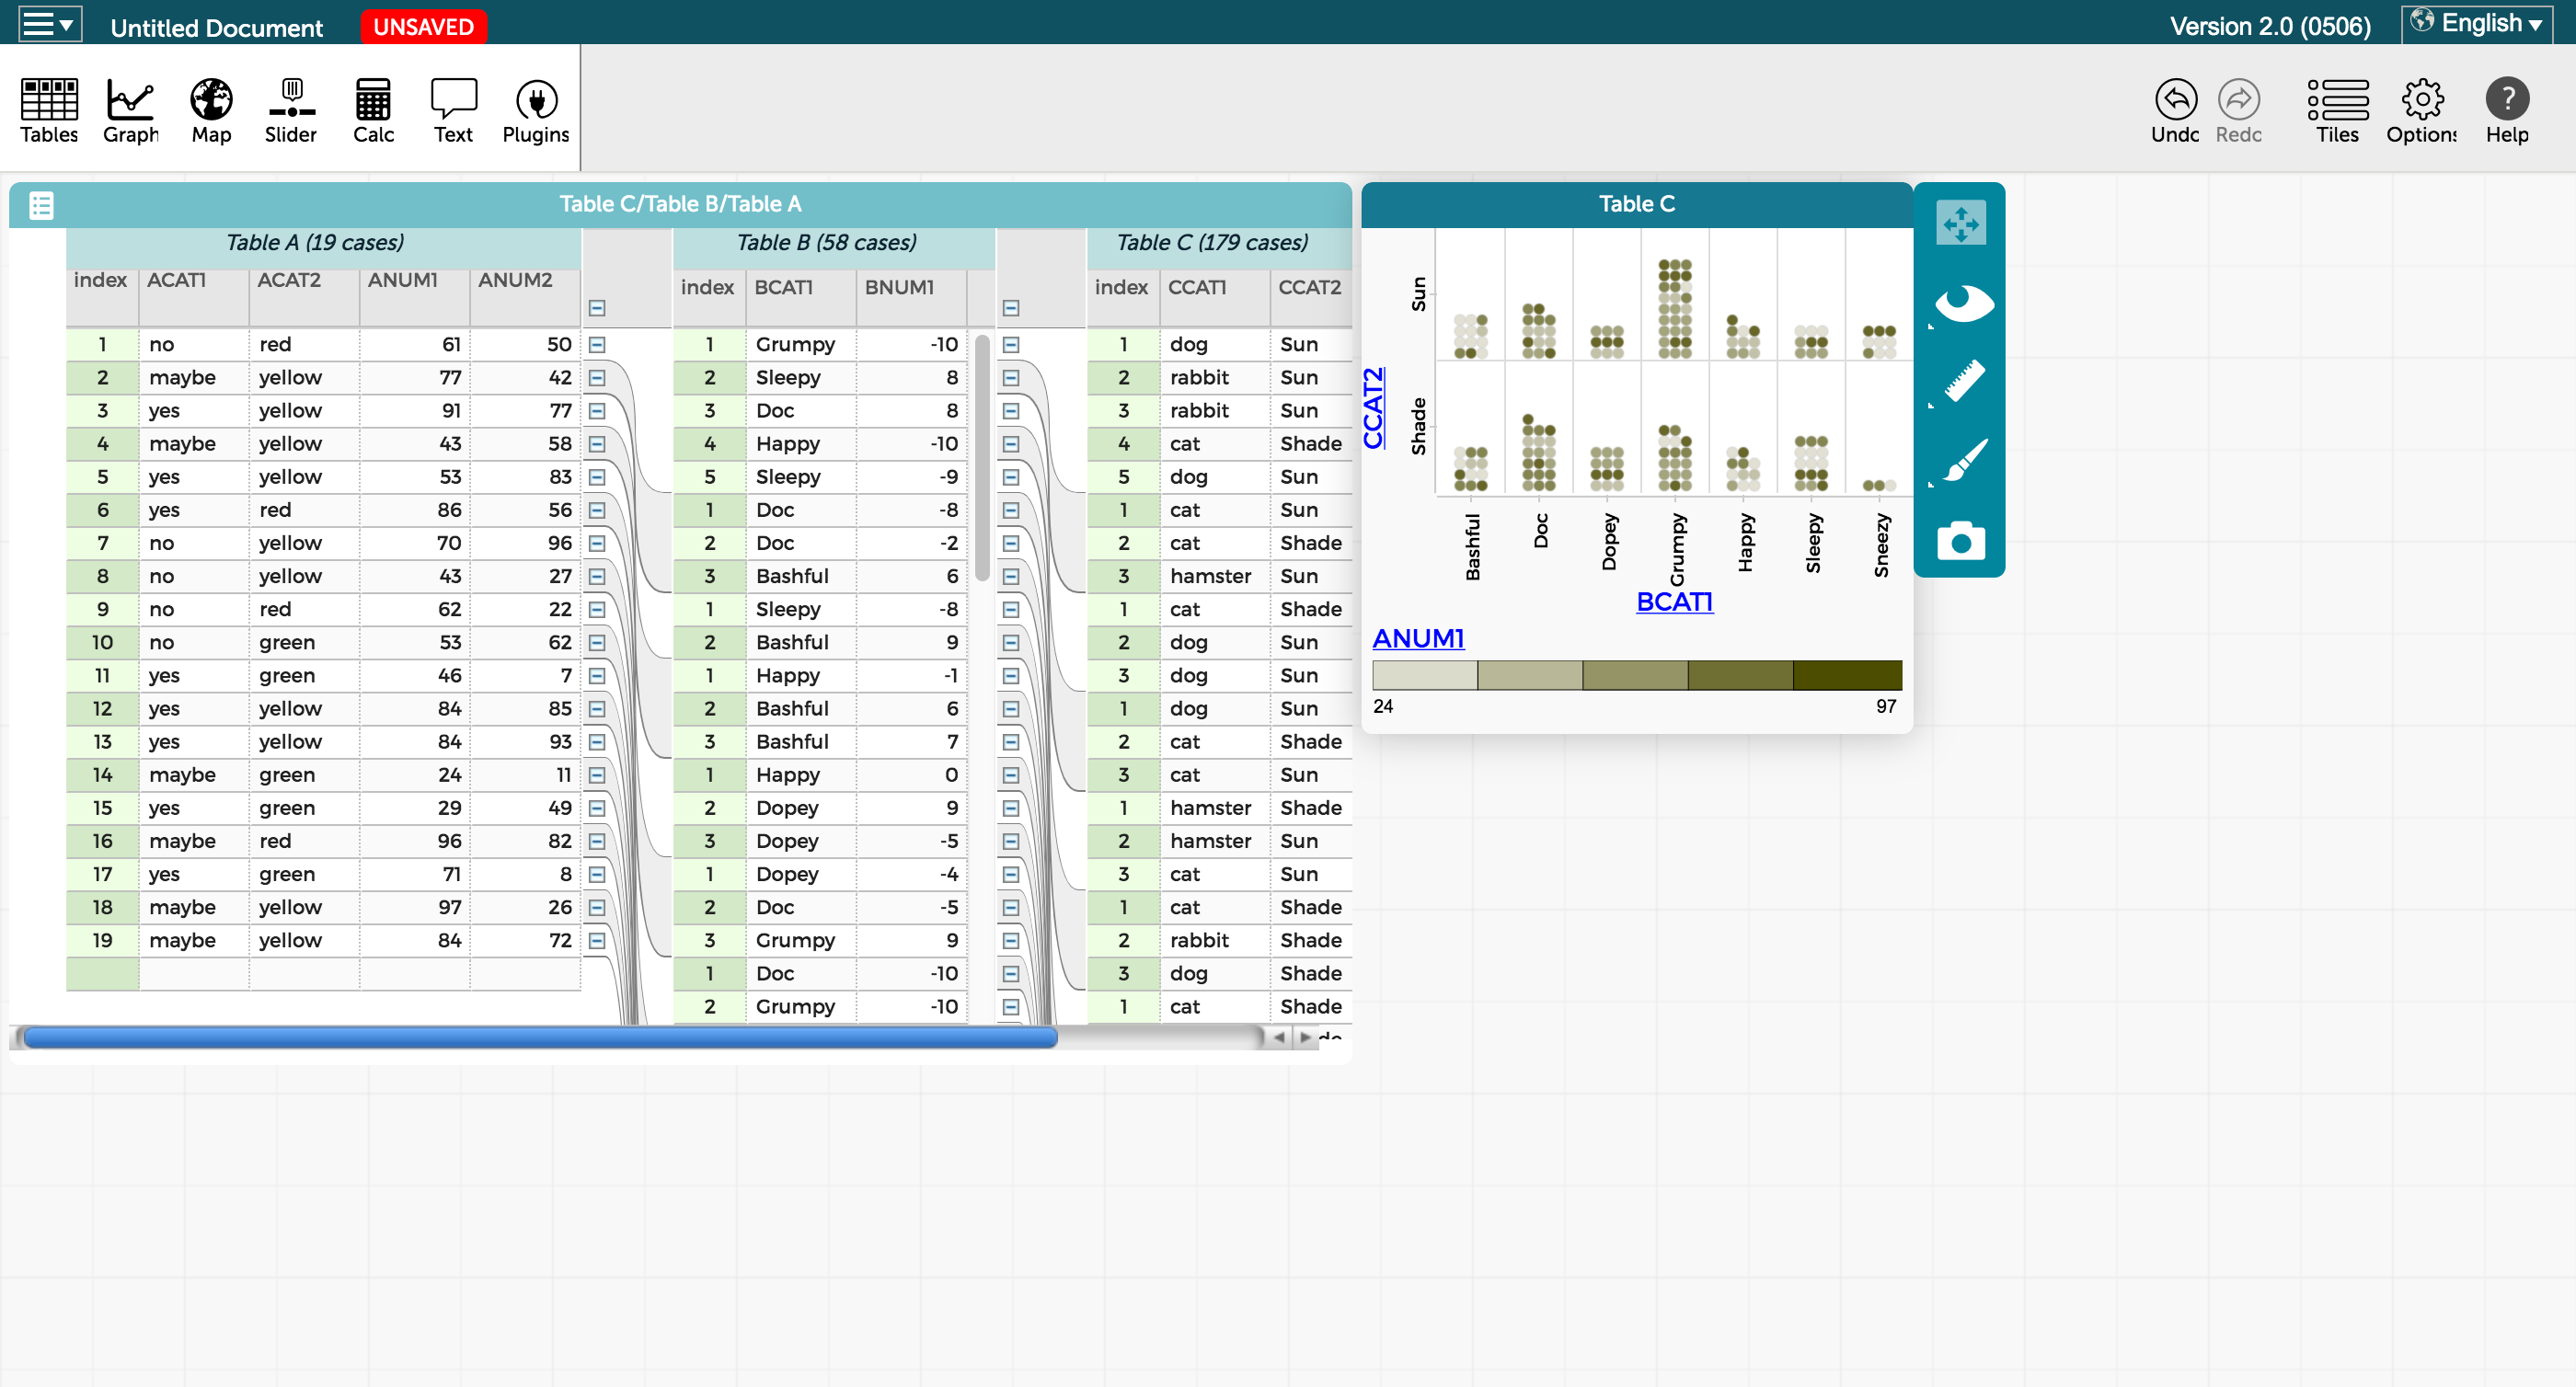 Untitled Document UNSAVED Version 2.0 (0506) English
Tables Graph Map Slider Calc Text Plugins Undo Redo Tiles Options ? Help
Table C/Table B/Table A
Table A (19 cases) Table B (58 cases) Table C (179 cases)
index ACAT1 ACAT2 ANUM1 ANUM2 index BCAT1 BNUM1 index CCAT1 CCAT2
1 no red 61 50 1 Grumpy -10 1 dog Sun
2 maybe yellow 77 42 2 Sleepy 8 2 rabbit Sun
3 yes yellow 91 77 3 Doc 8 3 rabbit Sun
4 maybe yellow 43 58 4 Happy -10 4 cat Shade
5 yes yellow 53 83 5 Sleepy -9 5 dog Sun
6 yes red 86 56 1 Doc -8 1 cat Sun
7 no yellow 70 96 2 Doc -2 2 cat Shade
8 no yellow 43 27 3 Bashful 6 3 hamster Sun
9 no red 62 22 1 Sleepy -8 1 cat Shade
10 no green 53 62 2 Bashful 9 2 dog Sun
11 yes green 46 7 1 Happy -1 3 dog Sun
12 yes yellow 84 85 2 Bashful 6 1 dog Sun
13 yes yellow 84 93 3 Bashful 7 2 cat Shade
14 maybe green 24 11 1 Happy 0 3 cat Sun
15 yes green 29 49 2 Dopey 9 1 hamster Shade
16 maybe red 96 82 3 Dopey -5 2 hamster Sun
17 yes green 71 8 1 Dopey -4 3 cat Sun
18 maybe yellow 97 26 2 Doc -5 1 cat Shade
19 maybe yellow 84 72 3 Grumpy 9 2 rabbit Shade
1 Doc -10 3 dog Shade
2 Grumpy -10 1 cat Shade
Table C
Sun
Shade
CCAT2
Bashful Doc Dopey Grumpy Happy Sleepy Sneezy
BCAT1
ANUM1
24 97